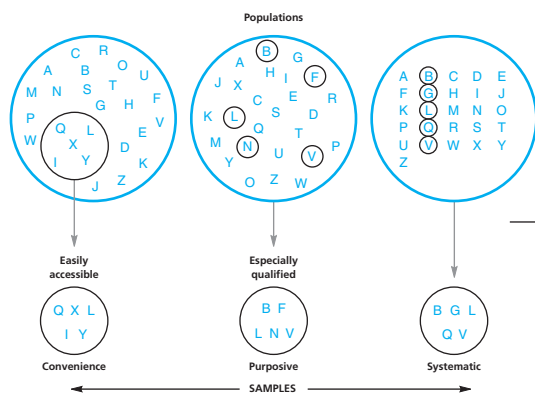 Populations
C R O
A B U
M N S T F
G H
P Q L E V
W X D
I Y K
J Z
B G
A H F
J X I
C E R
K L S D
Q T
M N U P
Y V
O Z W
A B C D E
F G H I J
K L M N O
P Q R S T
U V W X Y
Z
Easily
accessible
Especially
qualified
Q X L
I Y
B F
L N V
B G L
Q V
Convenience
Purposive
Systematic
SAMPLES